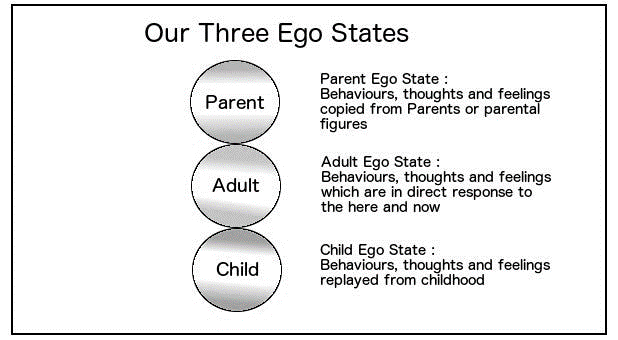 Our Three Ego States
Parent
Parent Ego State :
Behaviours, thoughts and feelings
copied from Parents or parental
figures
Adult
Adult Ego State :
Behaviours, thoughts and feelings
which are in direct response to
the here and now
Child
Child Ego State :
Behaviours, thoughts and feelings
replayed from childhood